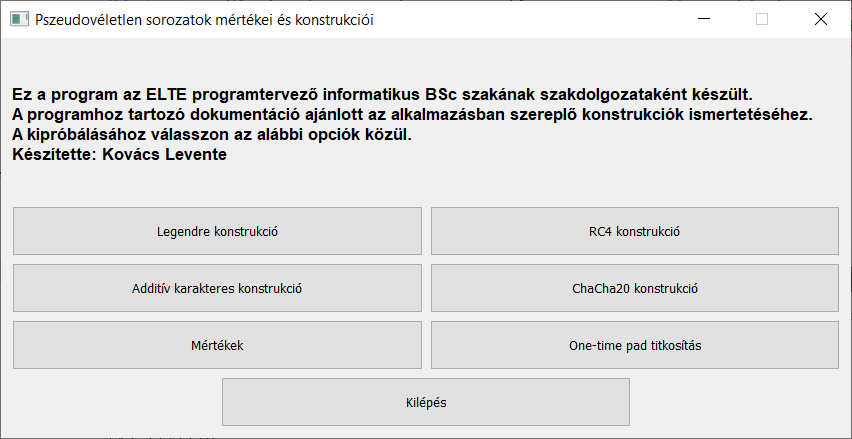 Pszeudovéletlen sorozatok mértékei és konstrukciói
Ez a program az ELTE programtervező informatikus BSc szakának szakdolgozataként készült.
A programhoz tartozó dokumentáció ajánlott az alkalmazásban szereplő konstrukciók ismertetéséhez.
A kipróbálásához válasszon az alábbi opciók közül.
Készítette: Kovács Levente
Legendre konstrukció
RC4 konstrukció
Additív karakteres konstrukció
ChaCha20 konstrukció
Mértékek
One-time pad titkosítás
Kilépés